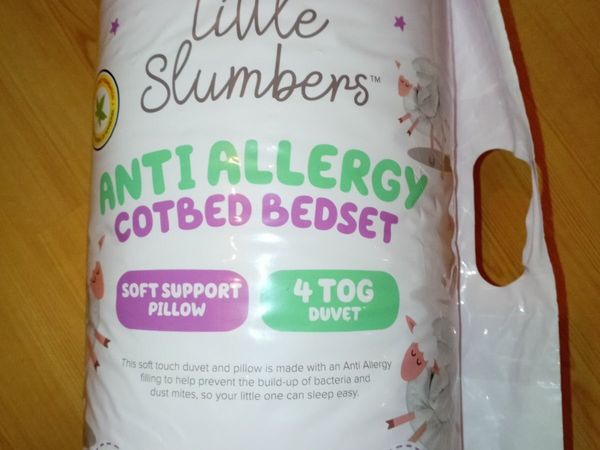 Little
Slumbers™
ANTI ALLERGY
COTBED BEDSET
SOFT SUPPORT
PILLOW
4 TOG
DUVET
This soft touch duvet and pillow is made with an Anti Allergy
filling to help prevent the build-up of bacteria and
dust mites, so your little one can sleep easy.